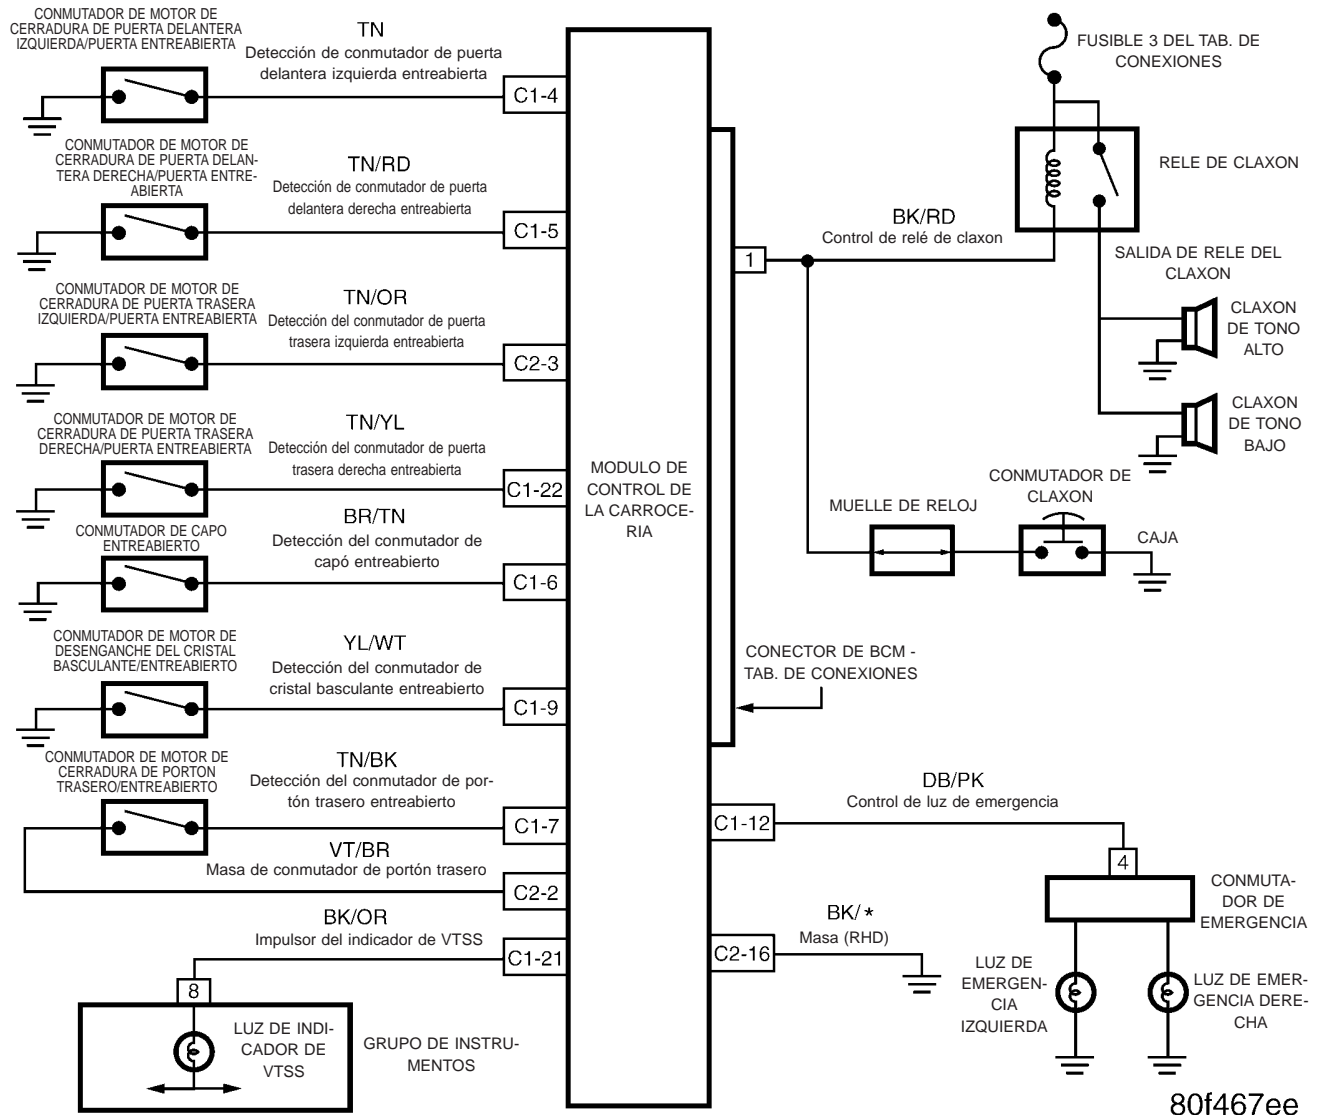 CONMUTADOR DE MOTOR DE
CERRADURA DE PUERTA DELANTERA
IZQUIERDA/PUERTA ENTREABIERTA
TN
Detección de conmutador de puerta
delantera izquierda entreabierta
C1-4
CONMUTADOR DE MOTOR DE
CERRADURA DE PUERTA DELAN-
TERA DERECHA/PUERTA ENTRE-
ABIERTA
TN/RD
Detección de conmutador de puerta
delantera derecha entreabierta
C1-5
CONMUTADOR DE MOTOR DE
CERRADURA DE PUERTA TRASERA
IZQUIERDA/PUERTA ENTREABIERTA
TN/OR
Detección del conmutador de puerta
trasera izquierda entreabierta
C2-3
CONMUTADOR DE MOTOR DE
CERRADURA DE PUERTA TRASERA
DERECHA/PUERTA ENTREABIERTA
TN/YL
Detección del conmutador de puerta
trasera derecha entreabierta
C1-22
CONMUTADOR DE CAPO
ENTREABIERTO
BR/TN
Detección del conmutador de
capó entreabierto
C1-6
CONMUTADOR DE MOTOR DE
DESENGANCHE DEL CRISTAL
BASCULANTE/ENTREABIERTO
YL/WT
Detección del conmutador de
cristal basculante entreabierto
C1-9
CONMUTADOR DE MOTOR DE
CERRADURA DE PORTON
TRASERO/ENTREABIERTO
TN/BK
Detección del conmutador de por-
tón trasero entreabierto
C1-7
VT/BR
Masa de conmutador de portón trasero
C2-2
BK/OR
Impulsor del indicador de VTSS
C1-21
8
LUZ DE INDI-
CADOR DE
VTSS
GRUPO DE INSTRU-
MENTOS
MODULO DE
CONTROL DE
LA CARROCE-
RIA
FUSIBLE 3 DEL TAB. DE
CONEXIONES
RELE DE CLAXON
BK/RD
Control de relé de claxon
1
SALIDA DE RELE DEL
CLAXON
CLAXON
DE TONO
ALTO
CLAXON
DE TONO
BAJO
CONMUTADOR DE
CLAXON
MUELLE DE RELOJ
CAJA
CONECTOR DE BCM -
TAB. DE CONEXIONES
DB/PK
Control de luz de emergencia
C1-12
4
CONMUTA-
DOR DE
EMERGENCIA
BK/*
Masa (RHD)
C2-16
LUZ DE
EMERGEN-
CIA
IZQUIERDA
LUZ DE EMER-
GENCIA DERE-
CHA
80f467ee